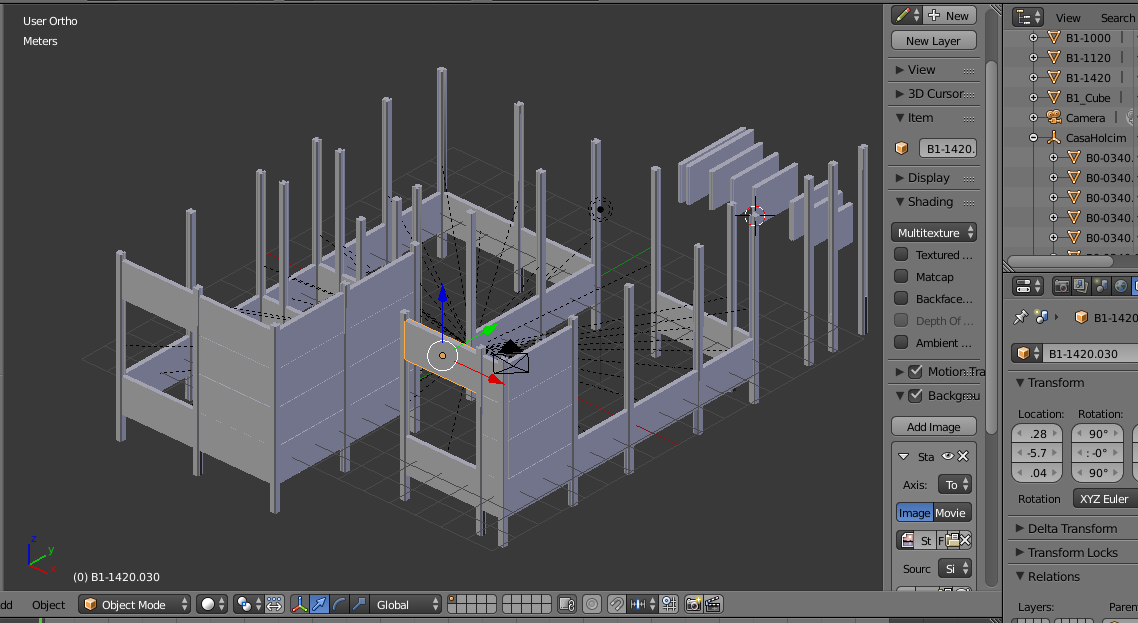 User Ortho
Meters
z
y
x
(0) B1-1420.030
Object
Object Mode
Global
New
New Layer
View
3D Cursor
Item
B1-1420.
Display
Shading
Multitexture
Textured ...
Matcap
Backface...
Depth Of ...
Ambient ...
Motion Tra
Backgrou
Add Image
Sta
Axis:
To
Image
Movie
St
F
Sourc
Si
View
Search
B1-1000
B1-1120
B1-1420
B1_Cube
Camera
CasaHolcim
B0-0340.
B0-0340.
B0-0340.
B0-0340.
B0-0340.
B1-1420
B1-1420.030
Transform
Location:
Rotation:
.28
90°
-5.7
: -0°
.04
90°
Rotation
XYZ Euler
Delta Transform
Transform Locks
Relations
Layers:
Paren